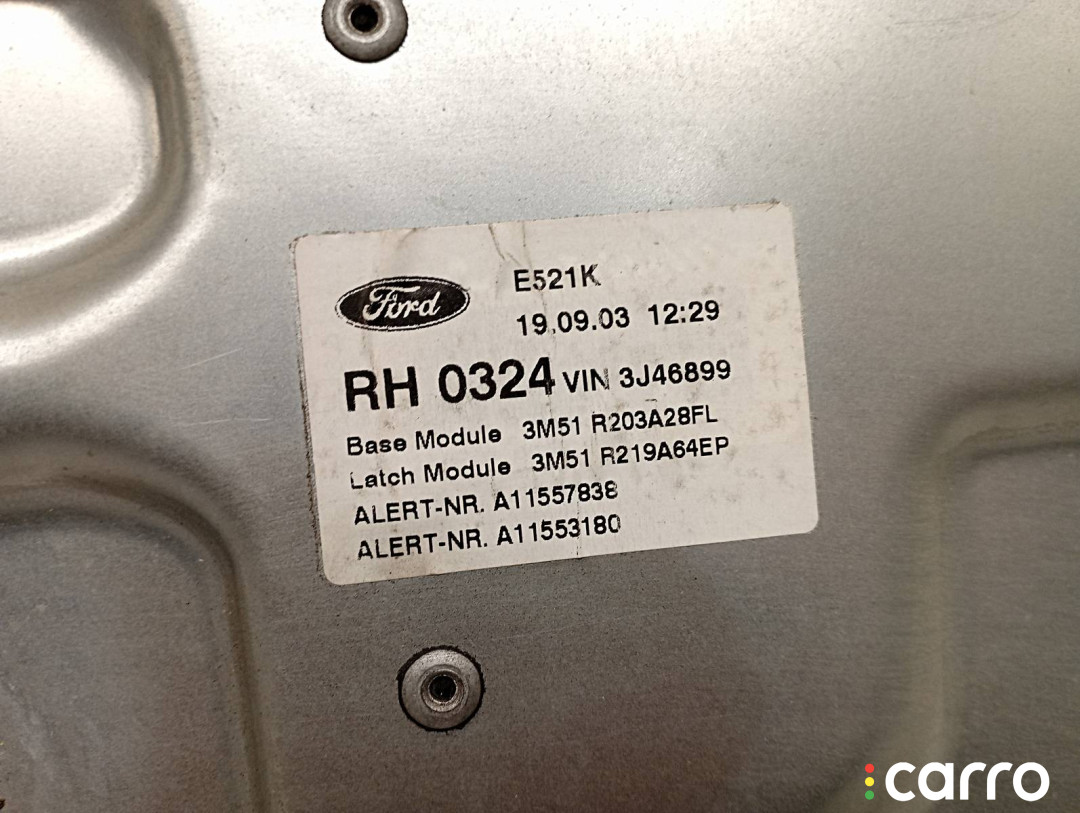 Ford
E521K
19.09.03 12:29
RH 0324 VIN 3J46899
Base Module 3M51 R203A28FL
Latch Module 3M51 R219A64EP
ALERT-NR. A11557838
ALERT-NR. A11553180
carro